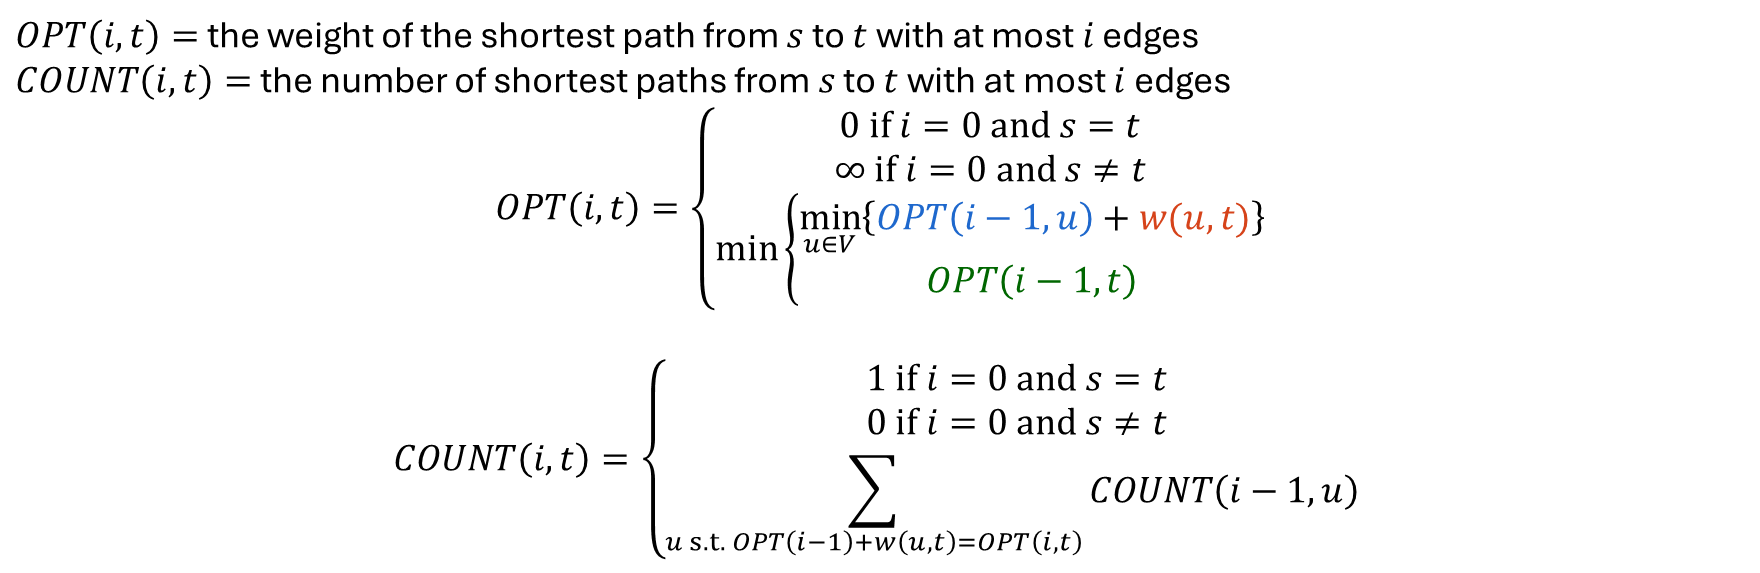 OPT(i, t) = the weight of the shortest path from s to t with at most i edges
COUNT(i, t) = the number of shortest paths from s to t with at most i edges
0 if i = 0 and s = t
∞ if i = 0 and s ≠ t
OPT(i, t) = { min { min{OPT(i − 1, u) + w(u, t)}
u∈V
OPT(i − 1, t)
1 if i = 0 and s = t
0 if i = 0 and s ≠ t
COUNT(i, t) = {
∑ COUNT(i − 1, u)
u s.t. OPT(i−1)+w(u,t)=OPT(i,t)